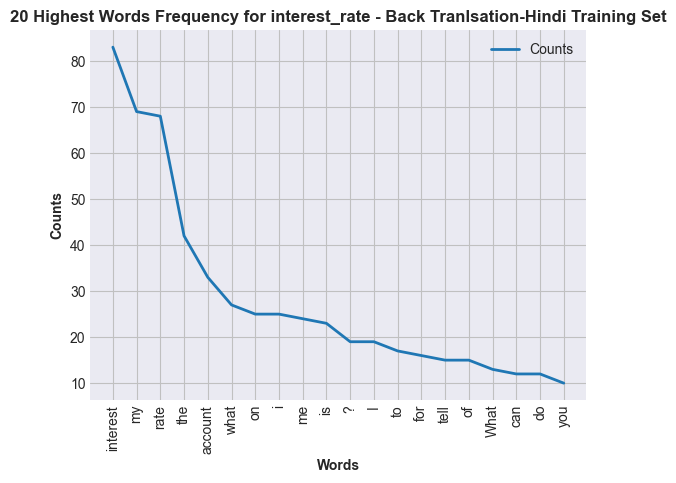 20 Highest Words Frequency for interest_rate - Back Tranlsation-Hindi Training Set
Counts
Counts
80
70
60
50
40
30
20
10
interest
my
rate
the
account
what
on
i
me
is
?
I
to
for
tell
of
What
can
do
you
Words